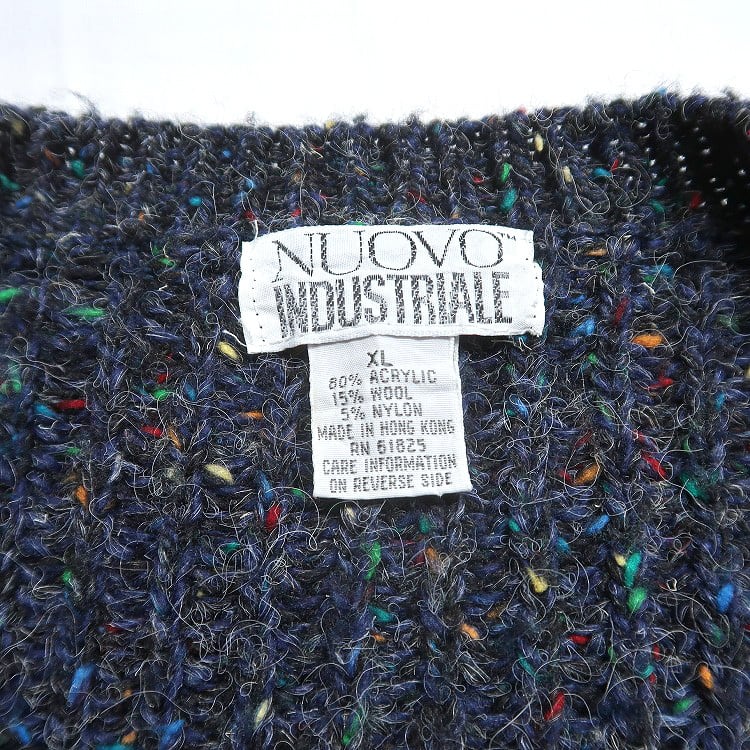 NUOVO™
INDUSTRIALE
XL
80% ACRYLIC
15% WOOL
5% NYLON
MADE IN HONG KONG
RN 61825
CARE INFORMATION
ON REVERSE SIDE